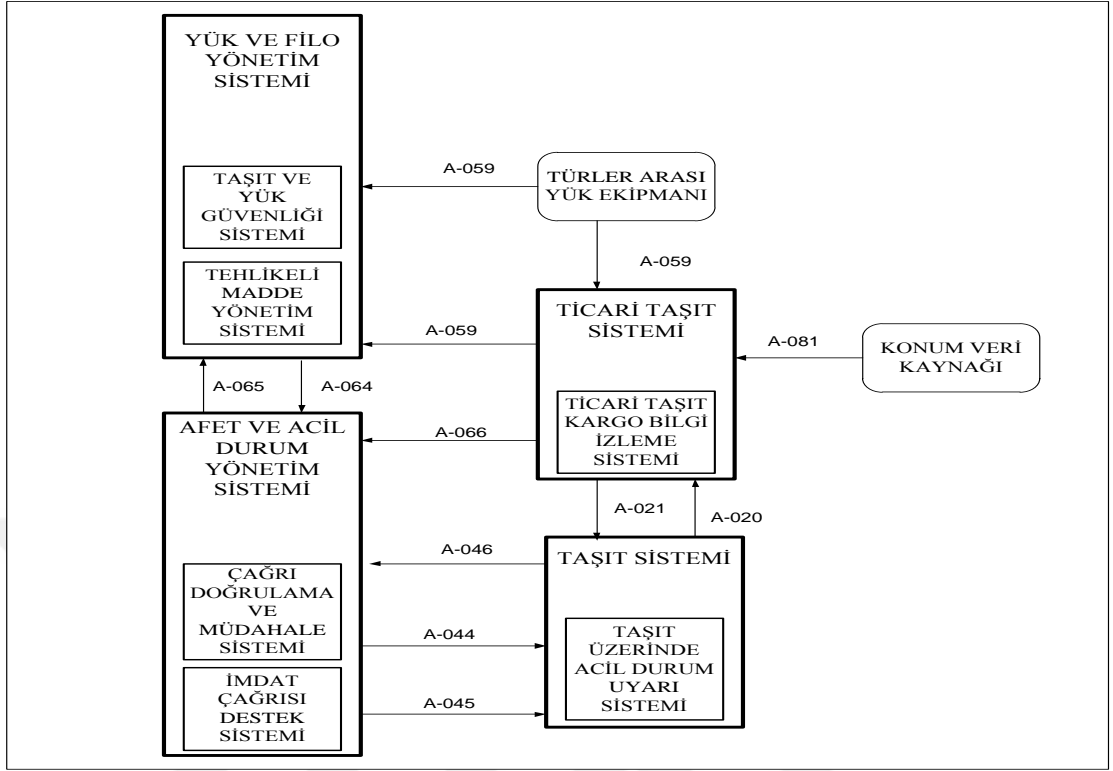 YÜK VE FİLO
YÖNETİM
SİSTEMİ
TAŞIT VE
YÜK
GÜVENLİĞİ
SİSTEMİ
TEHLİKELİ
MADDE
YÖNETİM
SİSTEMİ
A-059
TÜRLER ARASI
YÜK EKİPMANI
A-059
A-059
TİCARİ TAŞIT
SİSTEMİ
TİCARİ TAŞIT
KARGO BİLGİ
İZLEME
SİSTEMİ
A-081
KONUM VERİ
KAYNAĞI
A-065
A-064
AFET VE ACİL
DURUM
YÖNETİM
SİSTEMİ
A-066
A-021
A-020
A-046
TAŞIT SİSTEMİ
ÇAĞRI
DOĞRULAMA
VE
MÜDAHALE
SİSTEMİ
A-044
TAŞIT
ÜZERİNDE
ACİL DURUM
UYARI
SİSTEMİ
İMDAT
ÇAĞRISI
DESTEK
SİSTEMİ
A-045